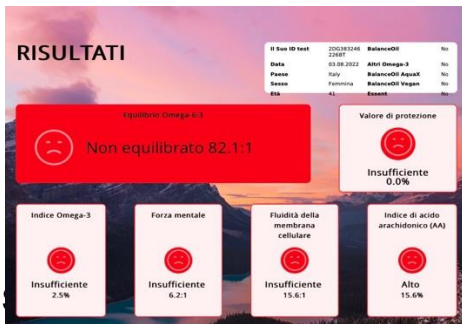 RISULTATI
Il Suo ID test 2DG383246 BalanceOil No
226BT
Data 03.08.2022 Altri Omega-3 No
Paese Italy BalanceOil AquaX No
Sesso Femmina BalanceOil Vegan No
Età 41 Essent No
Equilibrio Omega-6:3
Non equilibrato 82.1:1
Valore di protezione
Insufficiente
0.0%
Indice Omega-3
Insufficiente
2.5%
Forza mentale
Insufficiente
6.2:1
Fluidità della
membrana
cellulare
Insufficiente
15.6:1
Indice di acido
arachidonico (AA)
Alto
15.6%